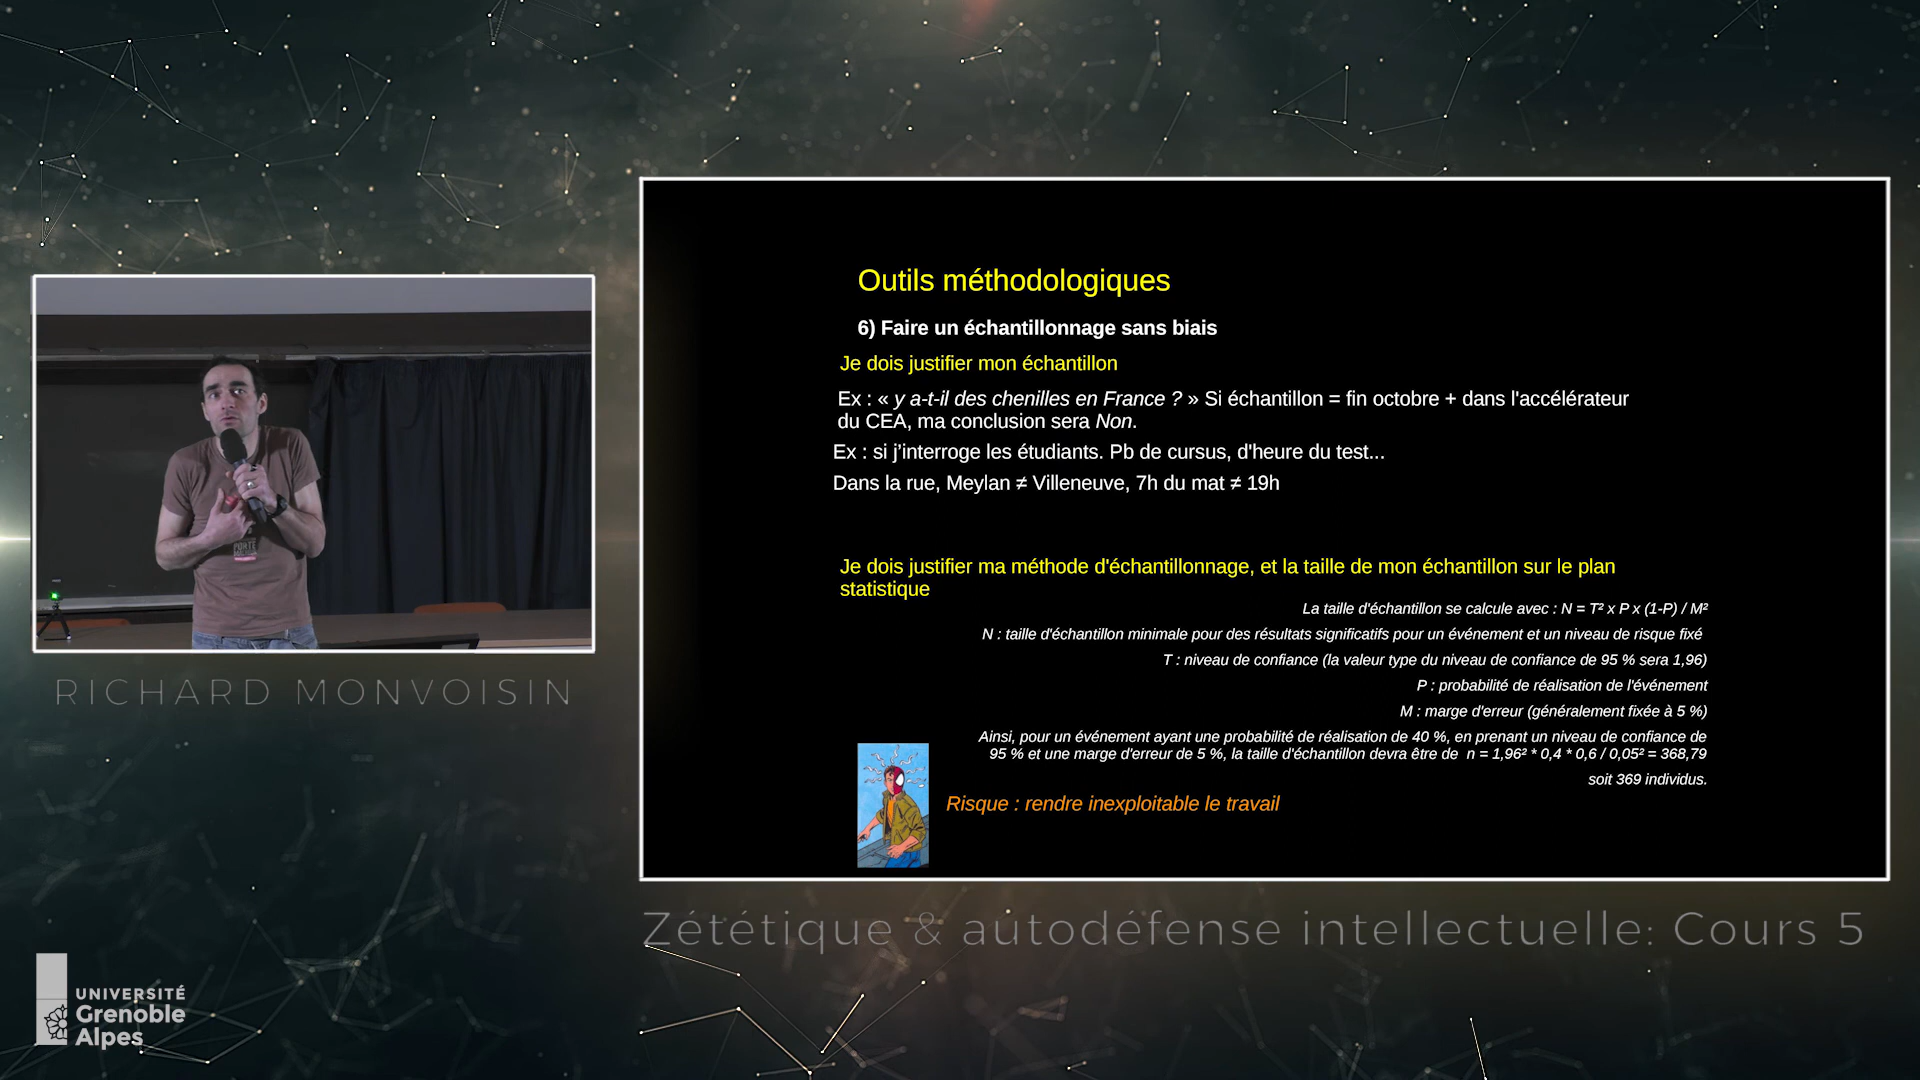 Outils méthodologiques
6) Faire un échantillonnage sans biais
Je dois justifier mon échantillon
Ex : « y a-t-il des chenilles en France ? » Si échantillon = fin octobre + dans l'accélérateur
du CEA, ma conclusion sera Non.
Ex : si j'interroge les étudiants. Pb de cursus, d'heure du test...
Dans la rue, Meylan ≠ Villeneuve, 7h du mat ≠ 19h
Je dois justifier ma méthode d'échantillonnage, et la taille de mon échantillon sur le plan
statistique
La taille d'échantillon se calcule avec : N = T² x P x (1-P) / M²
N : taille d'échantillon minimale pour des résultats significatifs pour un événement et un niveau de risque fixé
T : niveau de confiance (la valeur type du niveau de confiance de 95 % sera 1,96)
P : probabilité de réalisation de l'événement
M : marge d'erreur (généralement fixée à 5 %)
Ainsi, pour un événement ayant une probabilité de réalisation de 40 %, en prenant un niveau de confiance de
95 % et une marge d'erreur de 5 %, la taille d'échantillon devra être de n = 1,96² * 0,4 * 0,6 / 0,05² = 368,79
soit 369 individus.
Risque : rendre inexploitable le travail
RICHARD MONVOISIN
Zététique & autodéfense intellectuelle: Cours 5
UNIVERSITÉ
Grenoble
Alpes